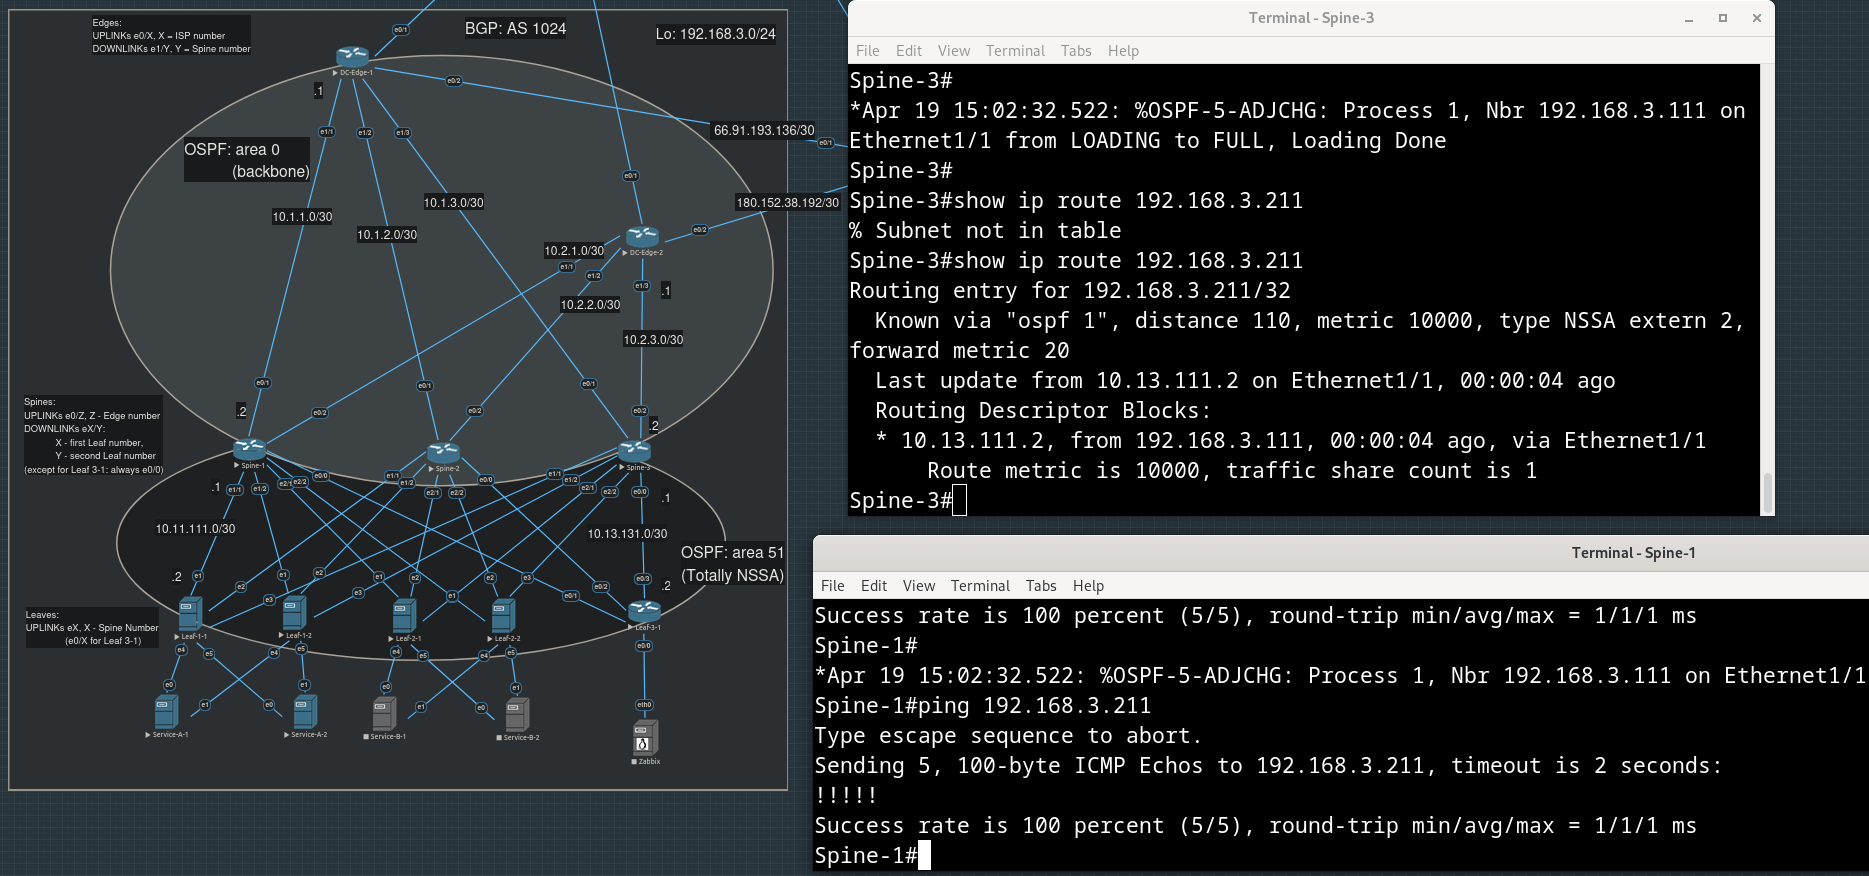 Edges:
UPLINKs e0/X, X = ISP number
DOWNLINKs e1/Y, Y = Spine number
BGP: AS 1024
Lo: 192.168.3.0/24
e0/1
DC-Edge-1
e0/2
.1
e1/1
e1/2
e1/3
66.91.193.136/30
e0/1
OSPF: area 0
(backbone)
e0/1
10.1.1.0/30
10.1.2.0/30
10.1.3.0/30
180.152.38.192/30
e0/2
10.2.1.0/30
DC-Edge-2
e1/1
e1/2
e1/3
.1
10.2.2.0/30
10.2.3.0/30
e0/1
e0/1
e0/1
.2
e0/2
e0/2
e0/2
.2
Spines:
UPLINKs e0/Z, Z - Edge number
DOWNLINKs eX/Y:
X - first Leaf number,
Y - second Leaf number
(except for Leaf 3-1: always e0/0)
Spine-1
Spine-2
Spine-3
.1
e1/1
e1/2
e2/1
e2/2
e0/0
e1/1
e1/2
e2/1
e2/2
e0/0
e1/1
e1/2
e2/1
e2/2
e0/0
.1
10.11.111.0/30
10.13.131.0/30
OSPF: area 51
(Totally NSSA)
.2
e1
e2
e3
e1
e2
e3
e1
e2
e1
e2
e3
e0/1
e0/2
e0/3
.2
Leaves:
UPLINKs eX, X - Spine Number
(e0/X for Leaf 3-1)
Leaf-1-1
Leaf-1-2
Leaf-2-1
Leaf-2-2
Leaf-3-1
e4
e5
e4
e5
e4
e5
e4
e5
e0/0
e0
e1
e0
e1
e0
e1
e0
e1
eth0
Service-A-1
Service-A-2
Service-B-1
Service-B-2
Zabbix
Terminal - Spine-3
File Edit View Terminal Tabs Help
Spine-3#
*Apr 19 15:02:32.522: %OSPF-5-ADJCHG: Process 1, Nbr 192.168.3.111 on
Ethernet1/1 from LOADING to FULL, Loading Done
Spine-3#
Spine-3#show ip route 192.168.3.211
% Subnet not in table
Spine-3#show ip route 192.168.3.211
Routing entry for 192.168.3.211/32
Known via "ospf 1", distance 110, metric 10000, type NSSA extern 2,
forward metric 20
Last update from 10.13.111.2 on Ethernet1/1, 00:00:04 ago
Routing Descriptor Blocks:
* 10.13.111.2, from 192.168.3.111, 00:00:04 ago, via Ethernet1/1
Route metric is 10000, traffic share count is 1
Spine-3#
Terminal - Spine-1
File Edit View Terminal Tabs Help
Success rate is 100 percent (5/5), round-trip min/avg/max = 1/1/1 ms
Spine-1#
*Apr 19 15:02:32.522: %OSPF-5-ADJCHG: Process 1, Nbr 192.168.3.111 on Ethernet1/1
Spine-1#ping 192.168.3.211
Type escape sequence to abort.
Sending 5, 100-byte ICMP Echos to 192.168.3.211, timeout is 2 seconds:
!!!!!
Success rate is 100 percent (5/5), round-trip min/avg/max = 1/1/1 ms
Spine-1#